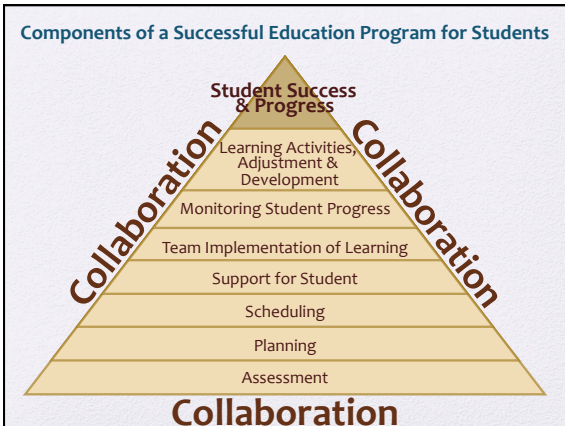 Components of a Successful Education Program for Students
Student Success
& Progress
Collaboration
Collaboration
Learning Activities,
Adjustment &
Development
Monitoring Student Progress
Team Implementation of Learning
Support for Student
Scheduling
Planning
Assessment
Collaboration